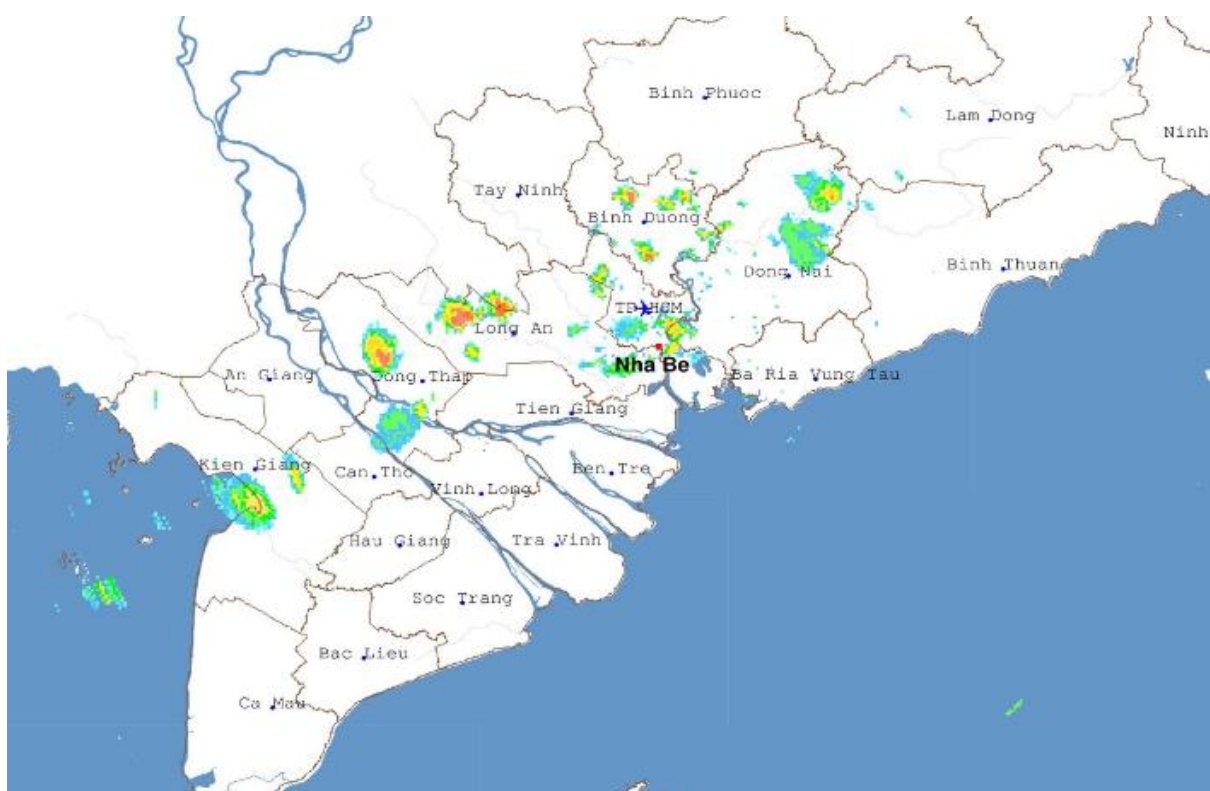 Binh Phuoc
Lam Dong
Ninh
Tay Ninh
Binh Duong
Binh Thuan
Dong Nai
TP HCM
Long An
Nha Be
An Giang
Dong Thap
Ba Ria Vung Tau
Tien Giang
Kien Giang
Can Tho
Ben Tre
Vinh Long
Hau Giang
Tra Vinh
Soc Trang
Bac Lieu
Ca Mau